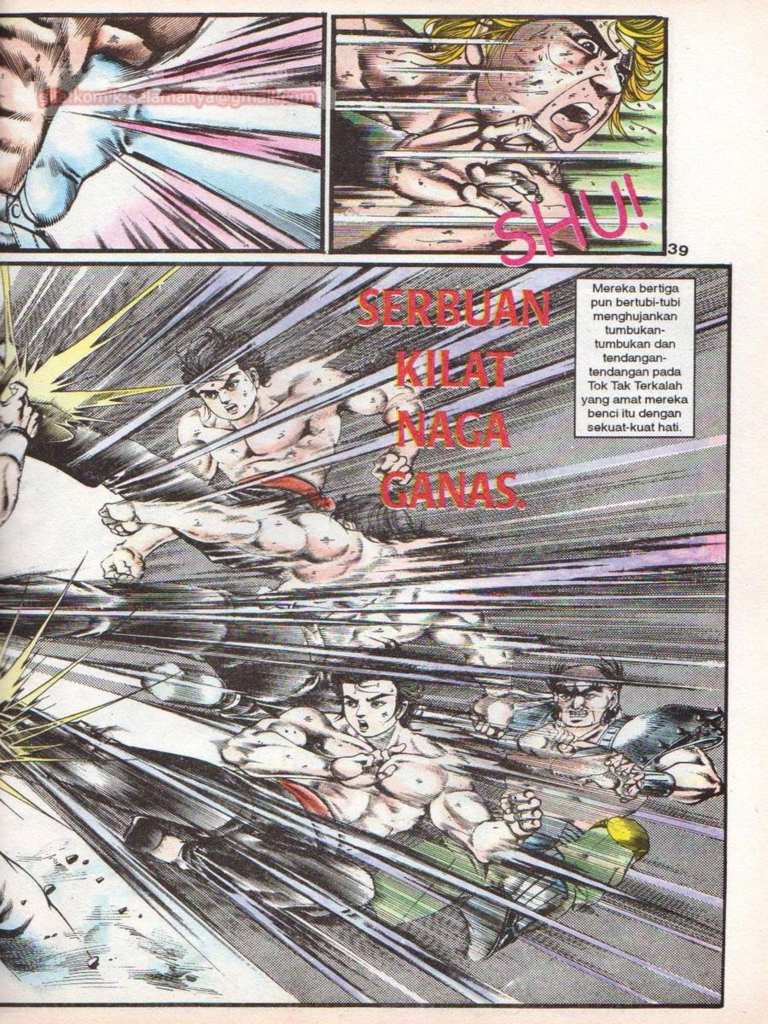 SHU!
39
SERBUAN
KILAT
NAGA
GANAS.
Mereka bertiga
pun bertubi-tubi
menghujankan
tumbukan-
tumbukan dan
tendangan-
tendangan pada
Tok Tak Terkalah
yang amat mereka
benci itu dengan
sekuat-kuat hati.